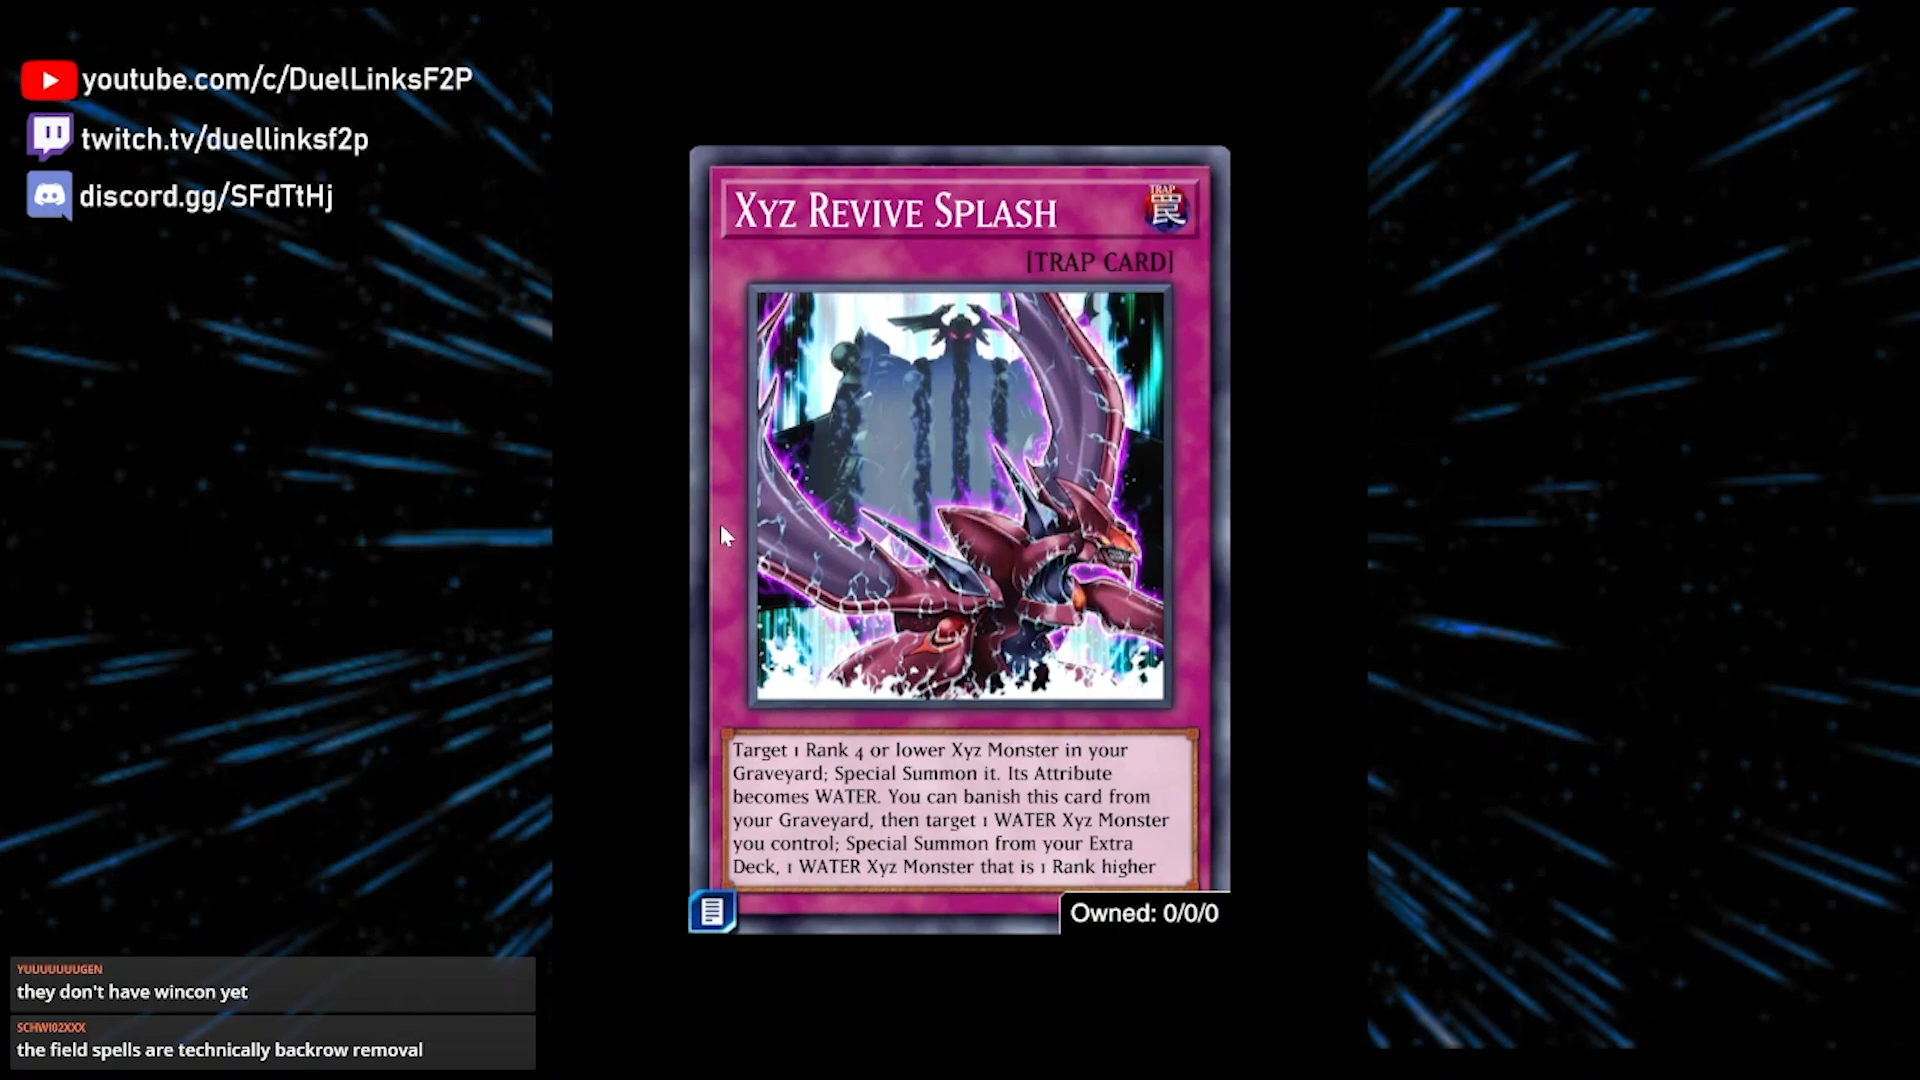 youtube.com/c/DuelLinksF2P
twitch.tv/duellinksf2p
discord.gg/SFdTtHj
Xyz Revive Splash
TRAP
罠
[TRAP CARD]
Target 1 Rank 4 or lower Xyz Monster in your
Graveyard; Special Summon it. Its Attribute
becomes WATER. You can banish this card from
your Graveyard, then target 1 WATER Xyz Monster
you control; Special Summon from your Extra
Deck, 1 WATER Xyz Monster that is 1 Rank higher
Owned: 0/0/0
YUUUUUUUGEN
they don't have wincon yet
SCHWI02XXX
the field spells are technically backrow removal